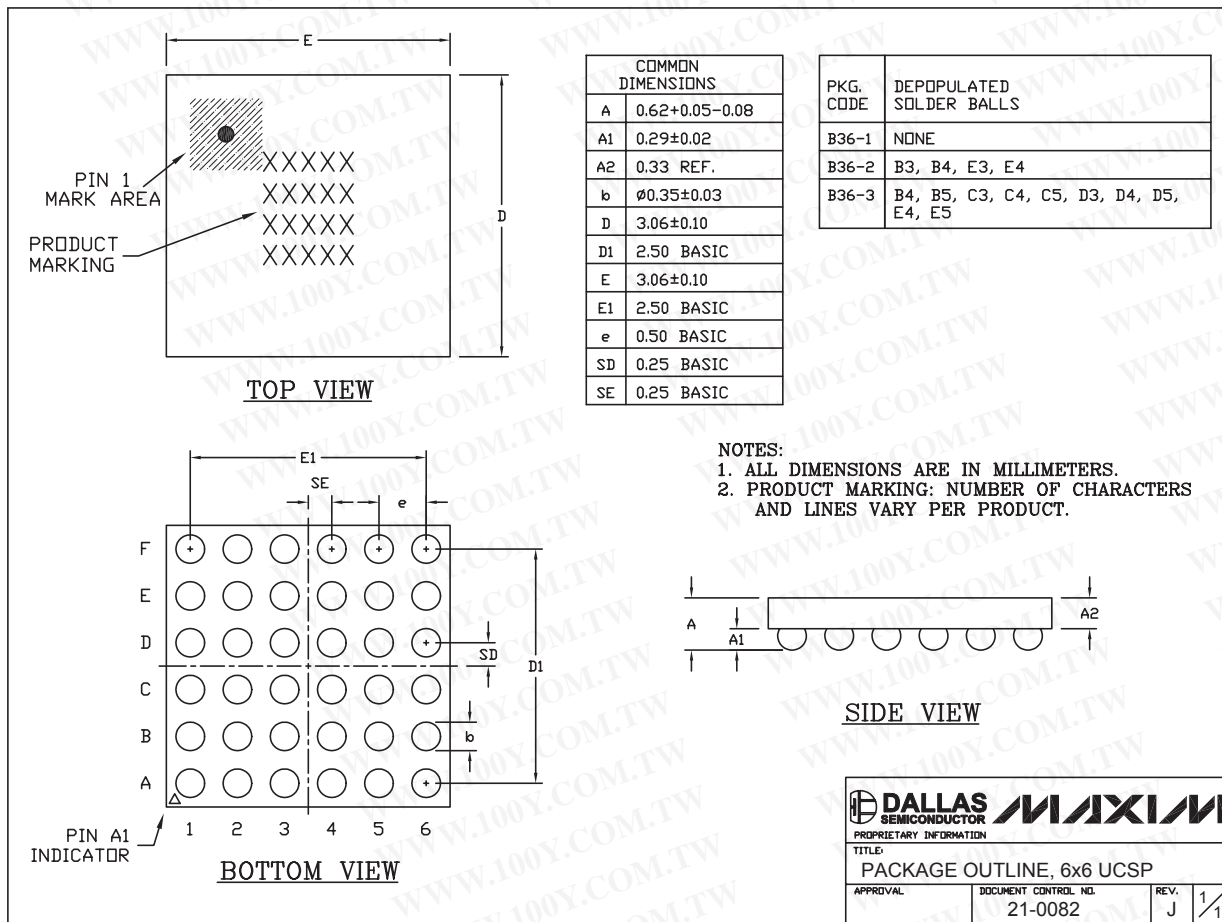 E
D
PIN 1
MARK AREA
XXXXX
XXXXX
XXXXX
XXXXX
PRODUCT
MARKING
TOP VIEW
COMMON
DIMENSIONS
A 0.62+0.05-0.08
A1 0.29±0.02
A2 0.33 REF.
b ø0.35±0.03
D 3.06±0.10
D1 2.50 BASIC
E 3.06±0.10
E1 2.50 BASIC
e 0.50 BASIC
SD 0.25 BASIC
SE 0.25 BASIC
PKG. CODE DEPOPULATED SOLDER BALLS
B36-1 NONE
B36-2 B3, B4, E3, E4
B36-3 B4, B5, C3, C4, C5, D3, D4, D5,
E4, E5
NOTES:
1. ALL DIMENSIONS ARE IN MILLIMETERS.
2. PRODUCT MARKING: NUMBER OF CHARACTERS
AND LINES VARY PER PRODUCT.
E1
SE
e
F
E
D
C
B
A
SD
D1
b
1 2 3 4 5 6
PIN A1
INDICATOR
BOTTOM VIEW
A
A1
A2
SIDE VIEW
DALLAS
SEMICONDUCTOR
MAXIM
PROPRIETARY INFORMATION
TITLE:
PACKAGE OUTLINE, 6x6 UCSP
APPROVAL
DOCUMENT CONTROL NO.
21-0082
REV.
J
1/1
WWW.100Y.COM.TW